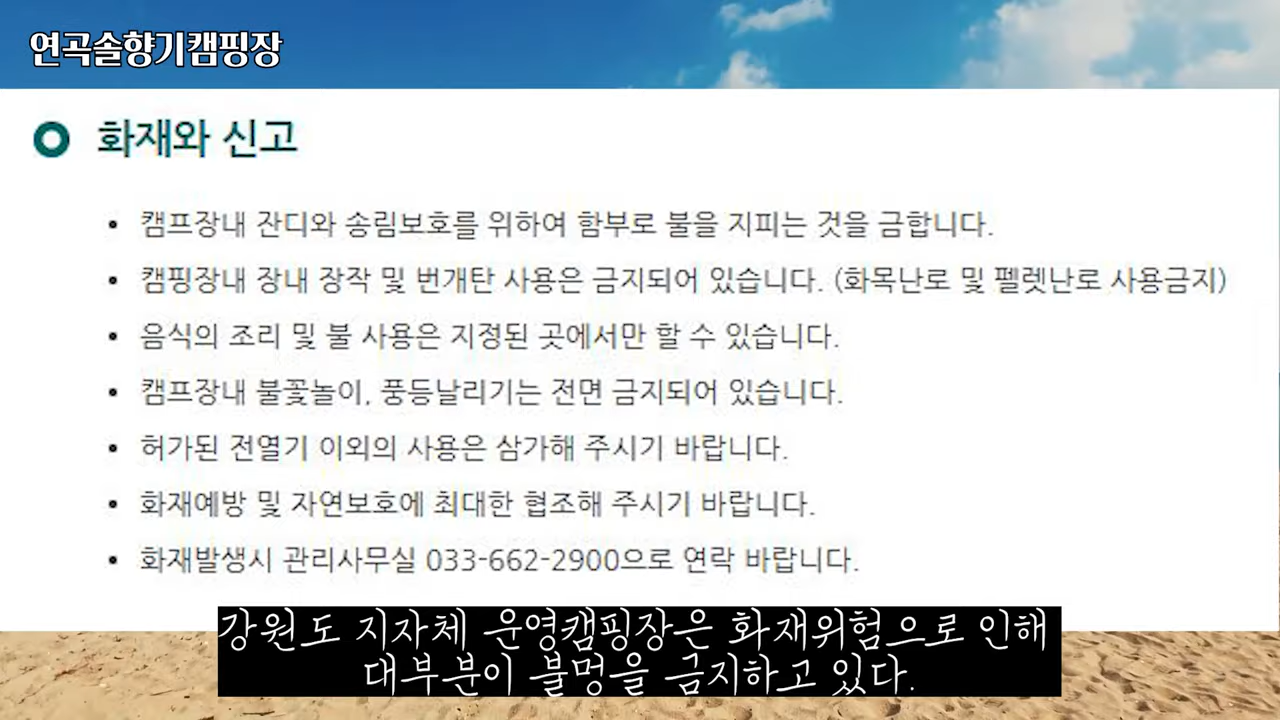 연곡솔향기캠핑장
화재와 신고
• 캠프장내 잔디와 송림보호를 위하여 함부로 불을 지피는 것을 금합니다.
• 캠핑장내 장내 장작 및 번개탄 사용은 금지되어 있습니다. (화목난로 및 펠렛난로 사용금지)
• 음식의 조리 및 불 사용은 지정된 곳에서만 할 수 있습니다.
• 캠프장내 불꽃놀이, 풍등날리기는 전면 금지되어 있습니다.
• 허가된 전열기 이외의 사용은 삼가해 주시기 바랍니다.
• 화재예방 및 자연보호에 최대한 협조해 주시기 바랍니다.
• 화재발생시 관리사무실 033-662-2900으로 연락 바랍니다.
강원도 지자체 운영캠핑장은 화재위험으로 인해
대부분이 불멍을 금지하고 있다.